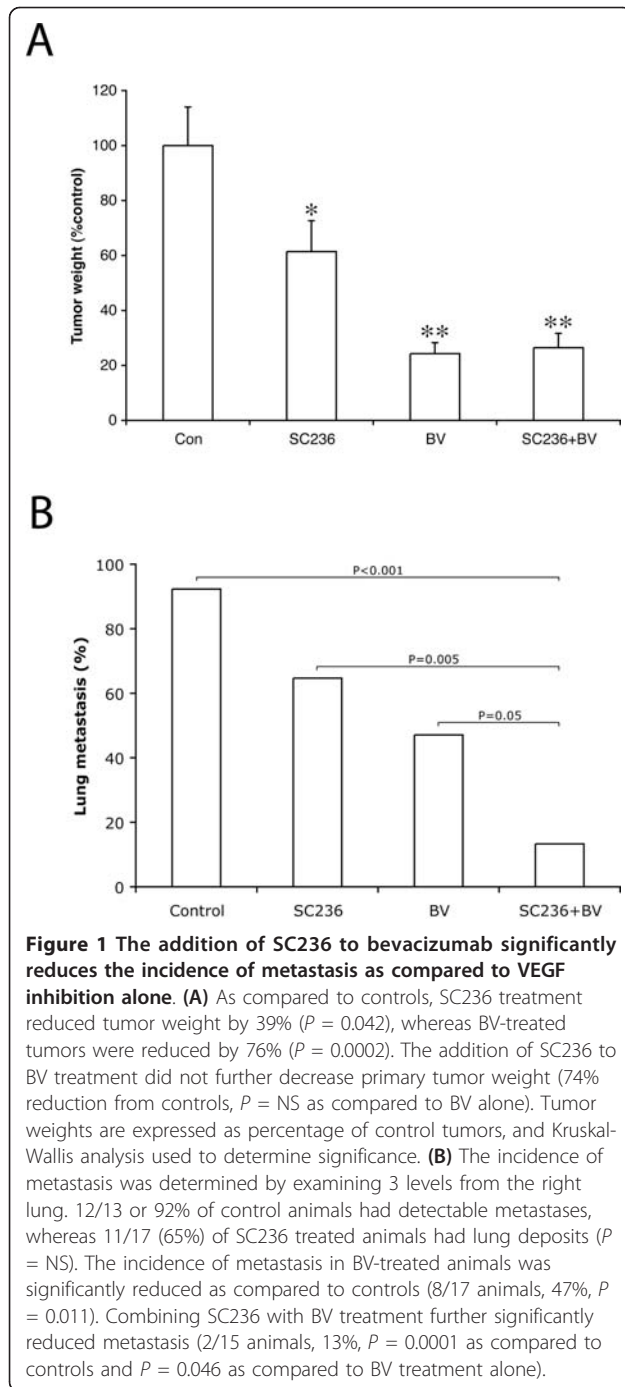 A
120
100
80
60
40
20
0
Tumor weight (%control)
*
**
**
Con SC236 BV SC236+BV
B
100
80
60
40
20
0
Lung metastasis (%)
P<0.001
P=0.005
P=0.05
Control SC236 BV SC236+BV
Figure 1 The addition of SC236 to bevacizumab significantly
reduces the incidence of metastasis as compared to VEGF
inhibition alone. (A) As compared to controls, SC236 treatment
reduced tumor weight by 39% (P = 0.042), whereas BV-treated
tumors were reduced by 76% (P = 0.0002). The addition of SC236 to
BV treatment did not further decrease primary tumor weight (74%
reduction from controls, P = NS as compared to BV alone). Tumor
weights are expressed as percentage of control tumors, and Kruskal-
Wallis analysis used to determine significance. (B) The incidence of
metastasis was determined by examining 3 levels from the right
lung. 12/13 or 92% of control animals had detectable metastases,
whereas 11/17 (65%) of SC236 treated animals had lung deposits (P
= NS). The incidence of metastasis in BV-treated animals was
significantly reduced as compared to controls (8/17 animals, 47%, P
= 0.011). Combining SC236 with BV treatment further significantly
reduced metastasis (2/15 animals, 13%, P = 0.0001 as compared to
controls and P = 0.046 as compared to BV treatment alone).